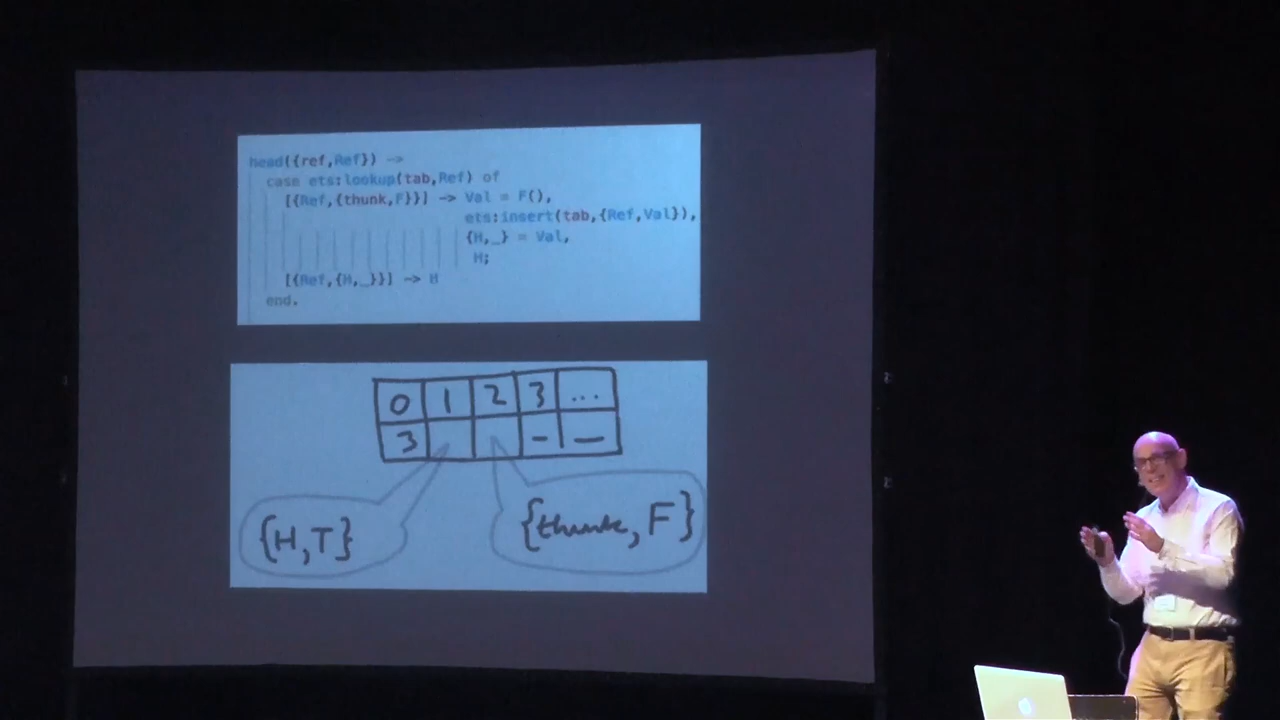 head({ref,Ref}) ->
case ets:lookup(tab,Ref) of
[{Ref,{thunk,F}}] -> Val = F(),
ets:insert(tab,{Ref,Val}),
{H,_} = Val,
H;
[{Ref,{H,_}}] -> H
end.
0 1 2 3 ...
3 - -
{H,T}
{thunk, F}